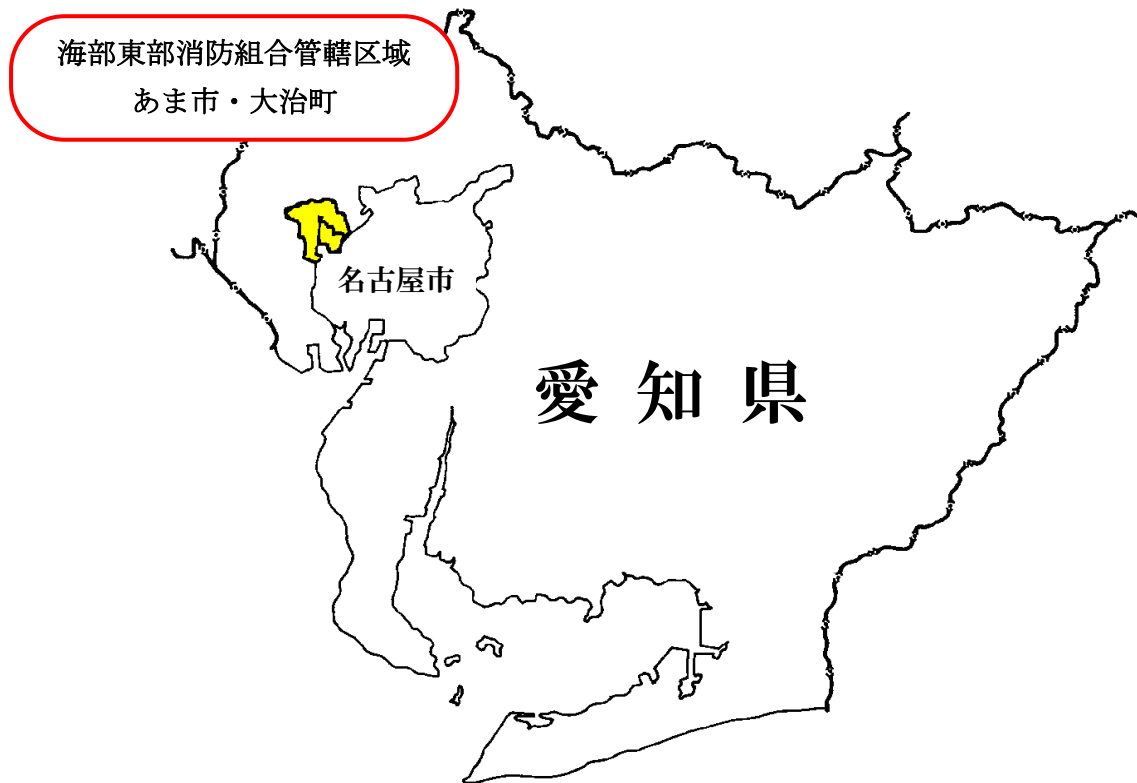 海部東部消防組合管轄区域
あま市・大治町
名古屋市
愛知県